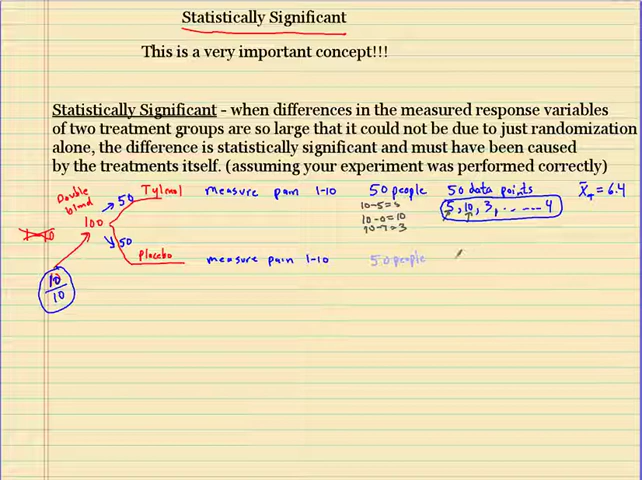 Statistically Significant
This is a very important concept!!!
Statistically Significant - when differences in the measured response variables
of two treatment groups are so large that it could not be due to just randomization
alone, the difference is statistically significant and must have been caused
by the treatments itself. (assuming your experiment was performed correctly)
Double blind 50 Tylnol measure pain 1-10 50 people 50 data points x̄T = 6.4
10-5=5 5, 10, 3, . . . . . . 4
100 10-0=10
10-7=3
50 placebo measure pain 1-10 50 people
10/10